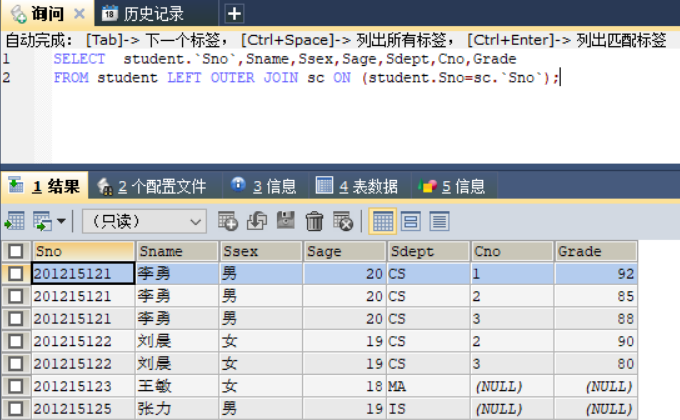 询问 历史记录
自动完成: [Tab]-> 下一个标签, [Ctrl+Space]-> 列出所有标签, [Ctrl+Enter]-> 列出匹配标签
1 SELECT student.`Sno`,Sname,Ssex,Sage,Sdept,Cno,Grade
2 FROM student LEFT OUTER JOIN sc ON (student.Sno=sc.`Sno`);
1 结果 2 个配置文件 3 信息 4 表数据 5 信息
(只读)
Sno Sname Ssex Sage Sdept Cno Grade
201215121 李勇 男 20 CS 1 92
201215121 李勇 男 20 CS 2 85
201215121 李勇 男 20 CS 3 88
201215122 刘晨 女 19 CS 2 90
201215122 刘晨 女 19 CS 3 80
201215123 王敏 女 18 MA (NULL) (NULL)
201215125 张力 男 19 IS (NULL) (NULL)